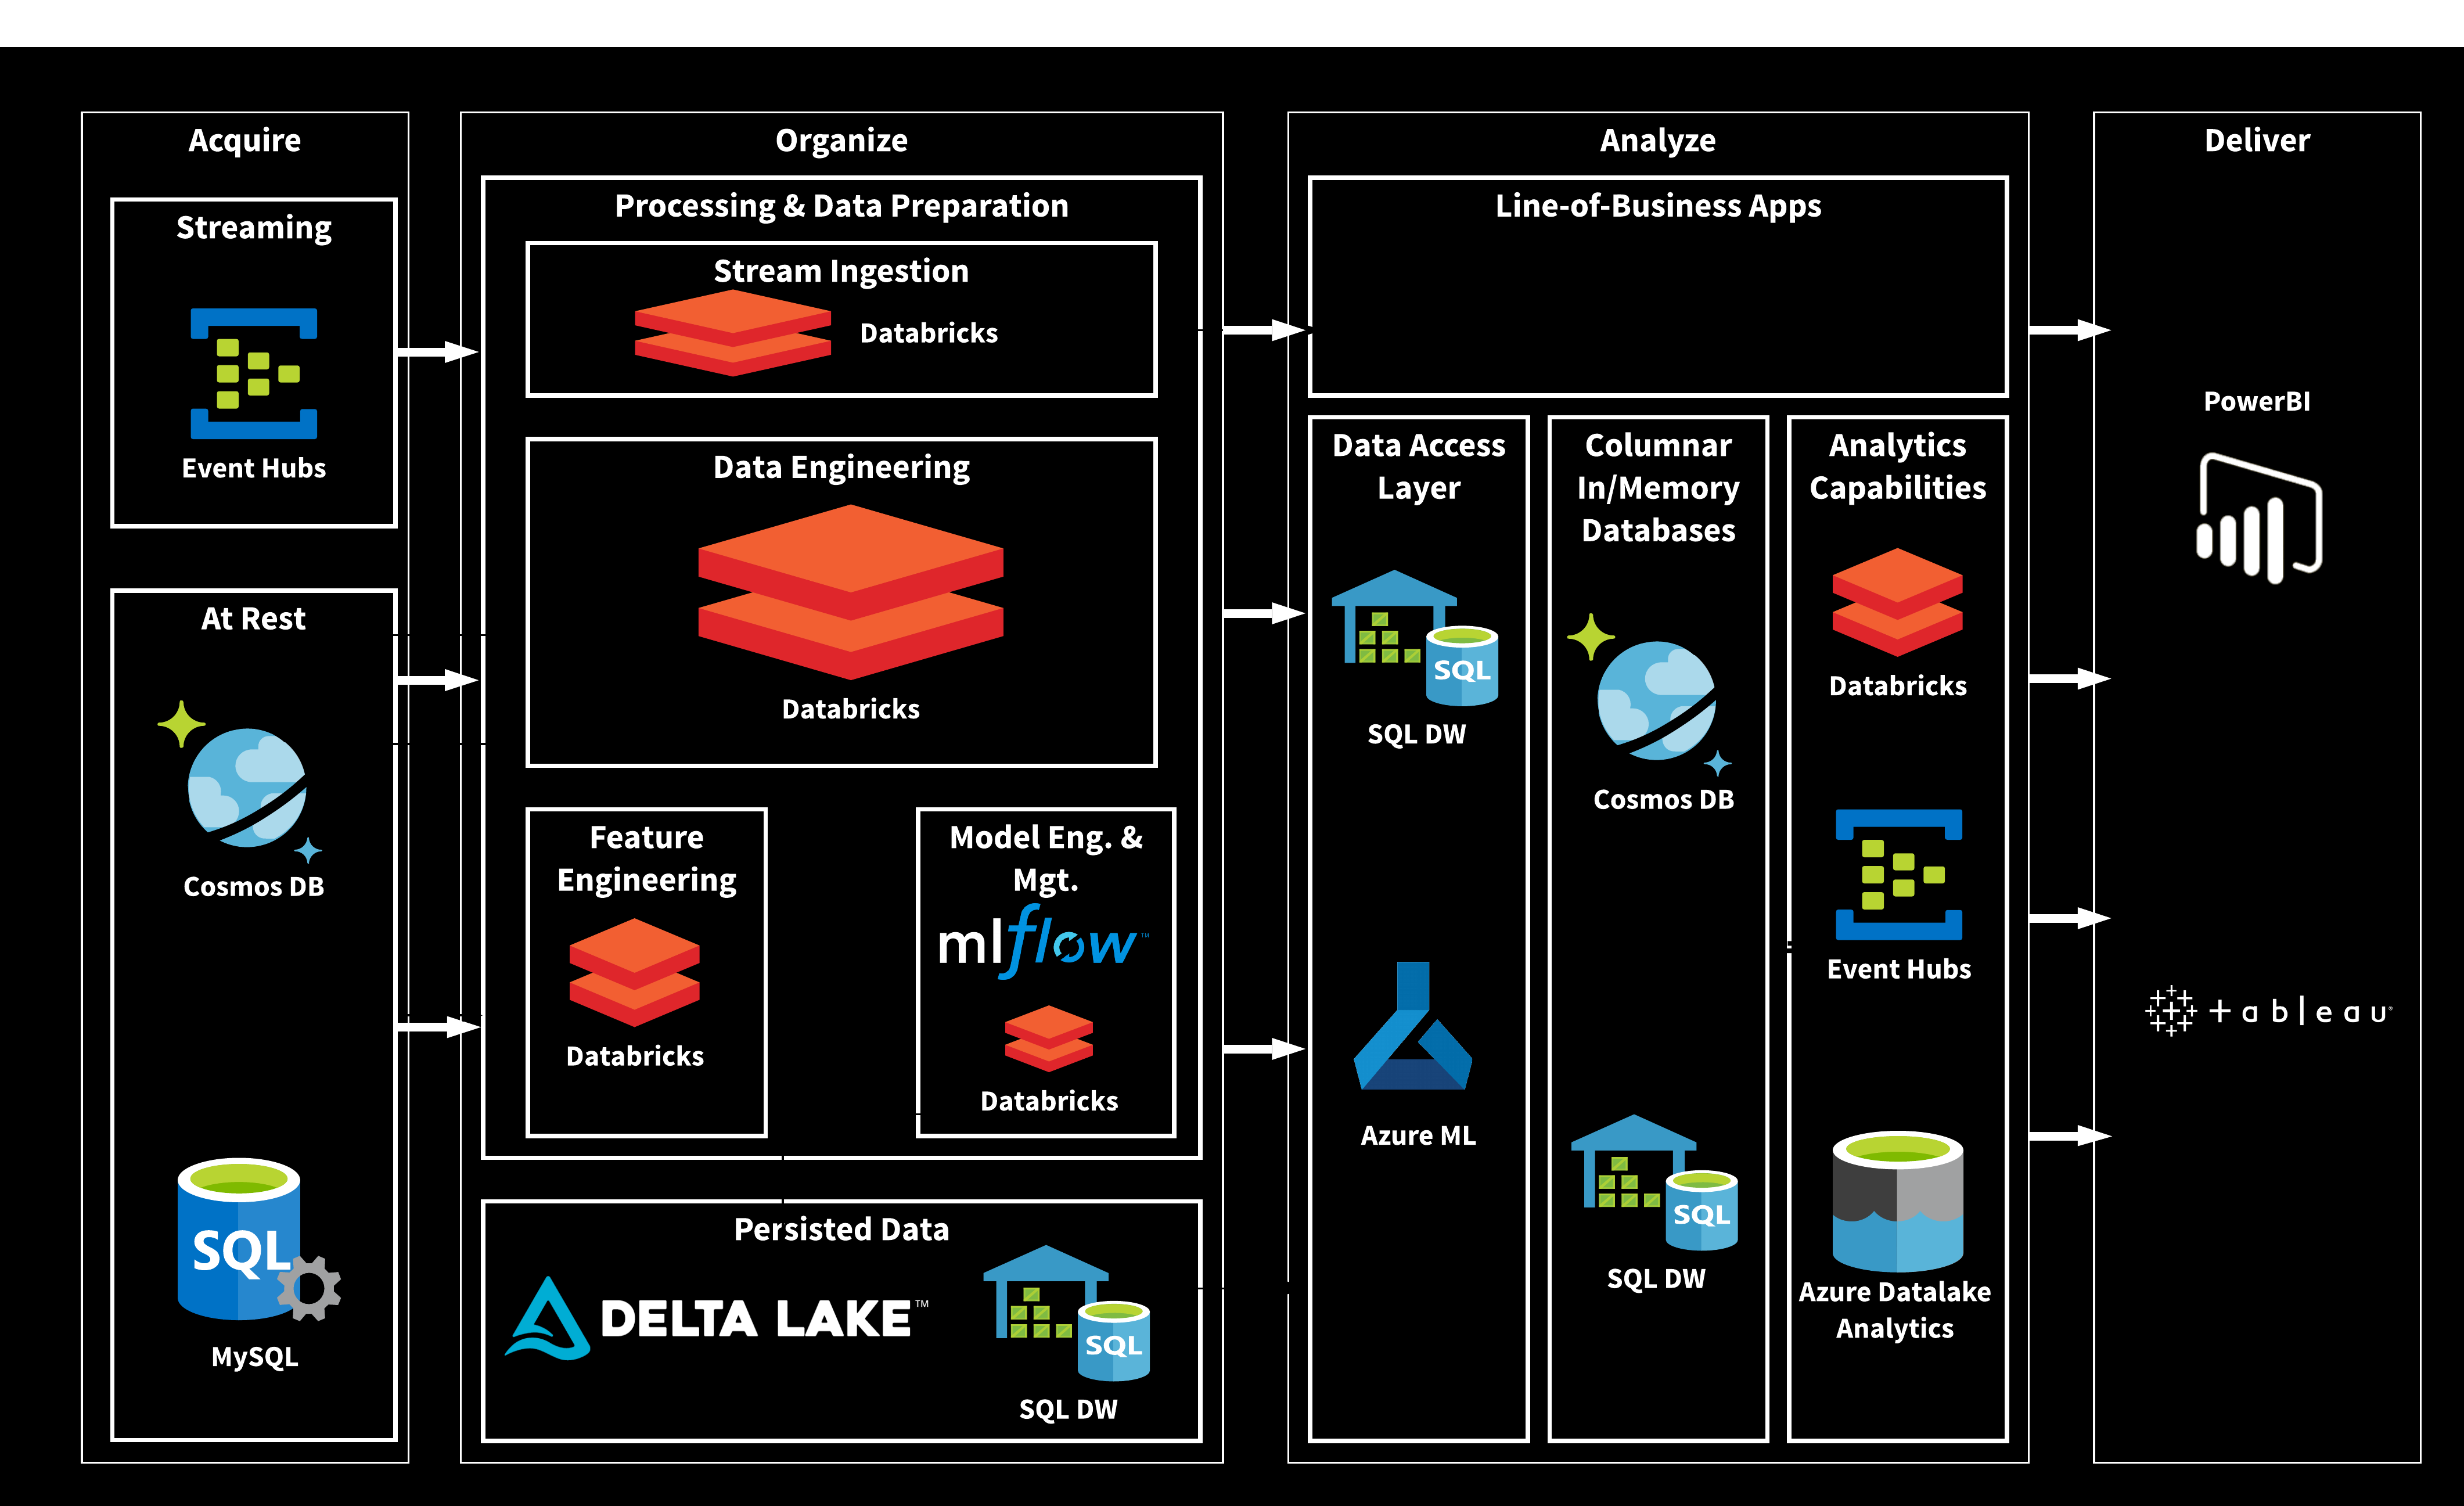 Acquire
Streaming
Event Hubs
At Rest
Cosmos DB
SQL
MySQL
Organize
Processing & Data Preparation
Stream Ingestion
Databricks
Data Engineering
Databricks
Feature
Engineering
Databricks
Model Eng. &
Mgt.
mlflow™
Databricks
Persisted Data
DELTA LAKE™
SQL
SQL DW
Analyze
Line-of-Business Apps
Data Access
Layer
SQL
SQL DW
Azure ML
Columnar
In/Memory
Databases
Cosmos DB
SQL
SQL DW
Analytics
Capabilities
Databricks
Event Hubs
Azure Datalake
Analytics
Deliver
PowerBI
+ableau®